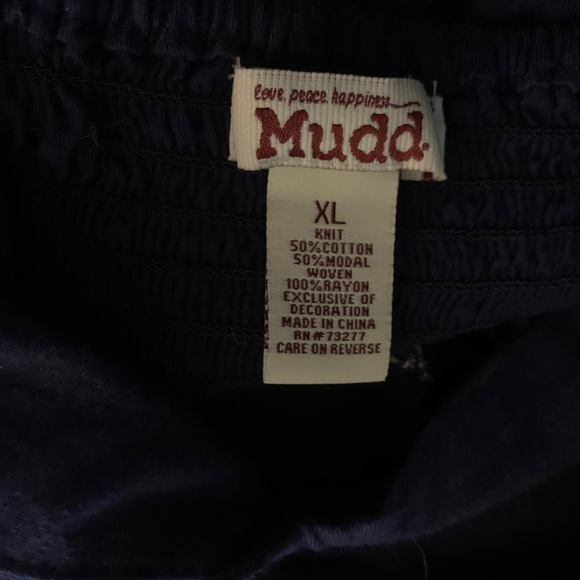 love. peace. happiness
Mudd.
XL
KNIT
50%COTTON
50%MODAL
WOVEN
100%RAYON
EXCLUSIVE OF
DECORATION
MADE IN CHINA
RN#73277
CARE ON REVERSE